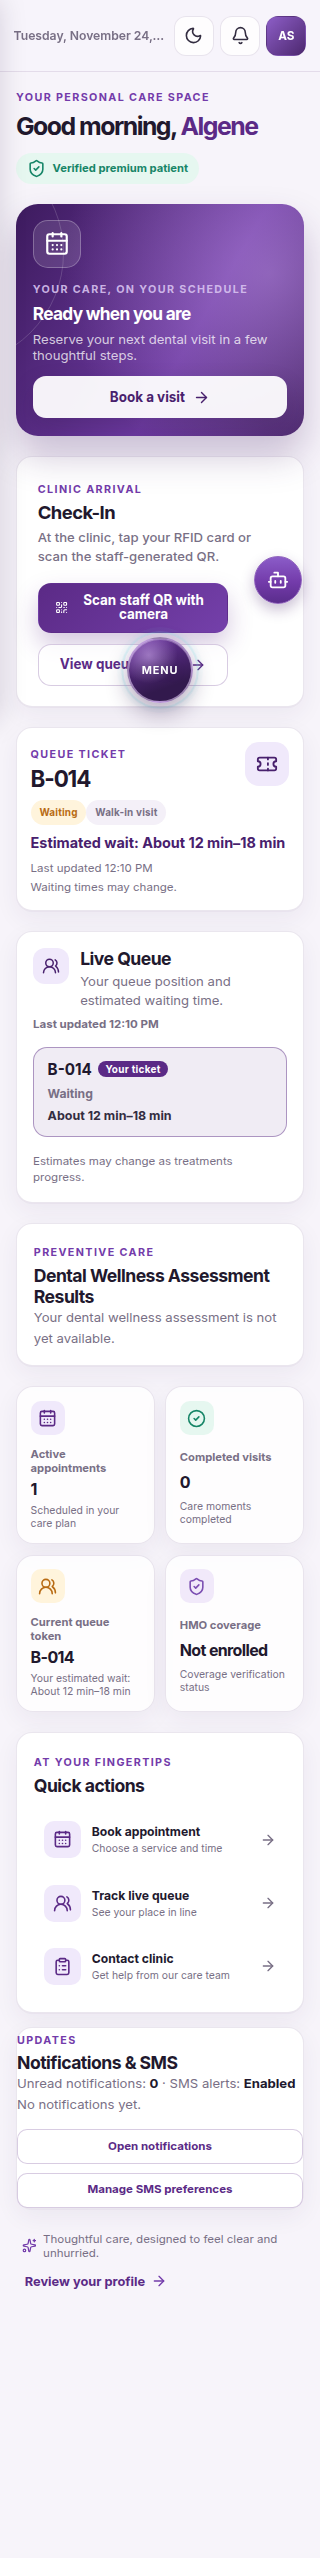 Tuesday, November 24,...
AS
YOUR PERSONAL CARE SPACE
Good morning, Algene
Verified premium patient
YOUR CARE, ON YOUR SCHEDULE
Ready when you are
Reserve your next dental visit in a few
thoughtful steps.
Book a visit
CLINIC ARRIVAL
Check-In
At the clinic, tap your RFID card or
scan the staff-generated QR.
Scan staff QR with
camera
View queu
MENU
QUEUE TICKET
B-014
Waiting
Walk-in visit
Estimated wait: About 12 min–18 min
Last updated 12:10 PM
Waiting times may change.
Live Queue
Your queue position and
estimated waiting time.
Last updated 12:10 PM
B-014 Your ticket
Waiting
About 12 min–18 min
Estimates may change as treatments
progress.
PREVENTIVE CARE
Dental Wellness Assessment
Results
Your dental wellness assessment is not
yet available.
Active
appointments
1
Scheduled in your
care plan
Completed visits
0
Care moments
completed
Current queue
token
B-014
Your estimated wait:
About 12 min–18 min
HMO coverage
Not enrolled
Coverage verification
status
AT YOUR FINGERTIPS
Quick actions
Book appointment
Choose a service and time
Track live queue
See your place in line
Contact clinic
Get help from our care team
UPDATES
Notifications & SMS
Unread notifications: 0 · SMS alerts: Enabled
No notifications yet.
Open notifications
Manage SMS preferences
Thoughtful care, designed to feel clear and
unhurried.
Review your profile